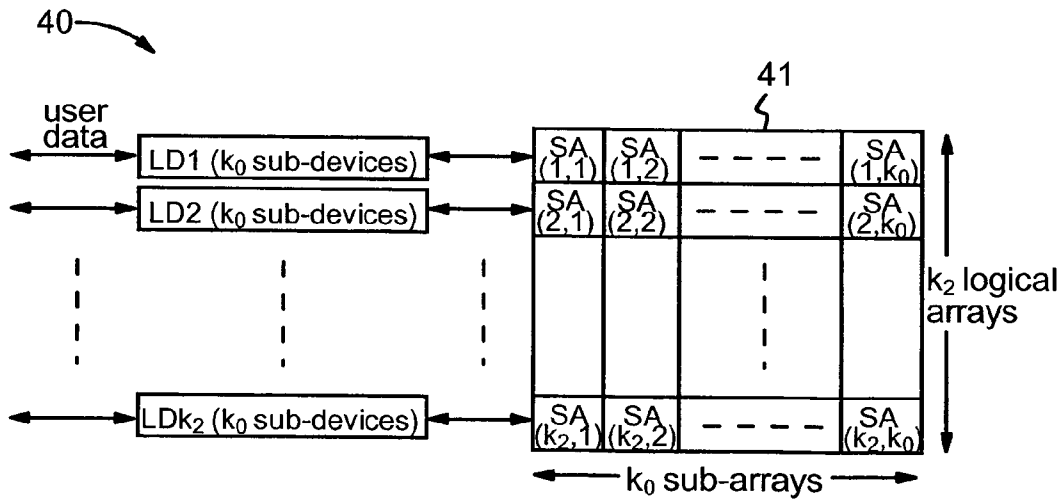 40
41
user
data
LD1 (k₀ sub-devices)
SA
(1,1)
SA
(1,2)
SA
(1,k₀)
LD2 (k₀ sub-devices)
SA
(2,1)
SA
(2,2)
SA
(2,k₀)
k₂ logical
arrays
LDk₂ (k₀ sub-devices)
SA
(k₂,1)
SA
(k₂,2)
SA
(k₂,k₀)
k₀ sub-arrays